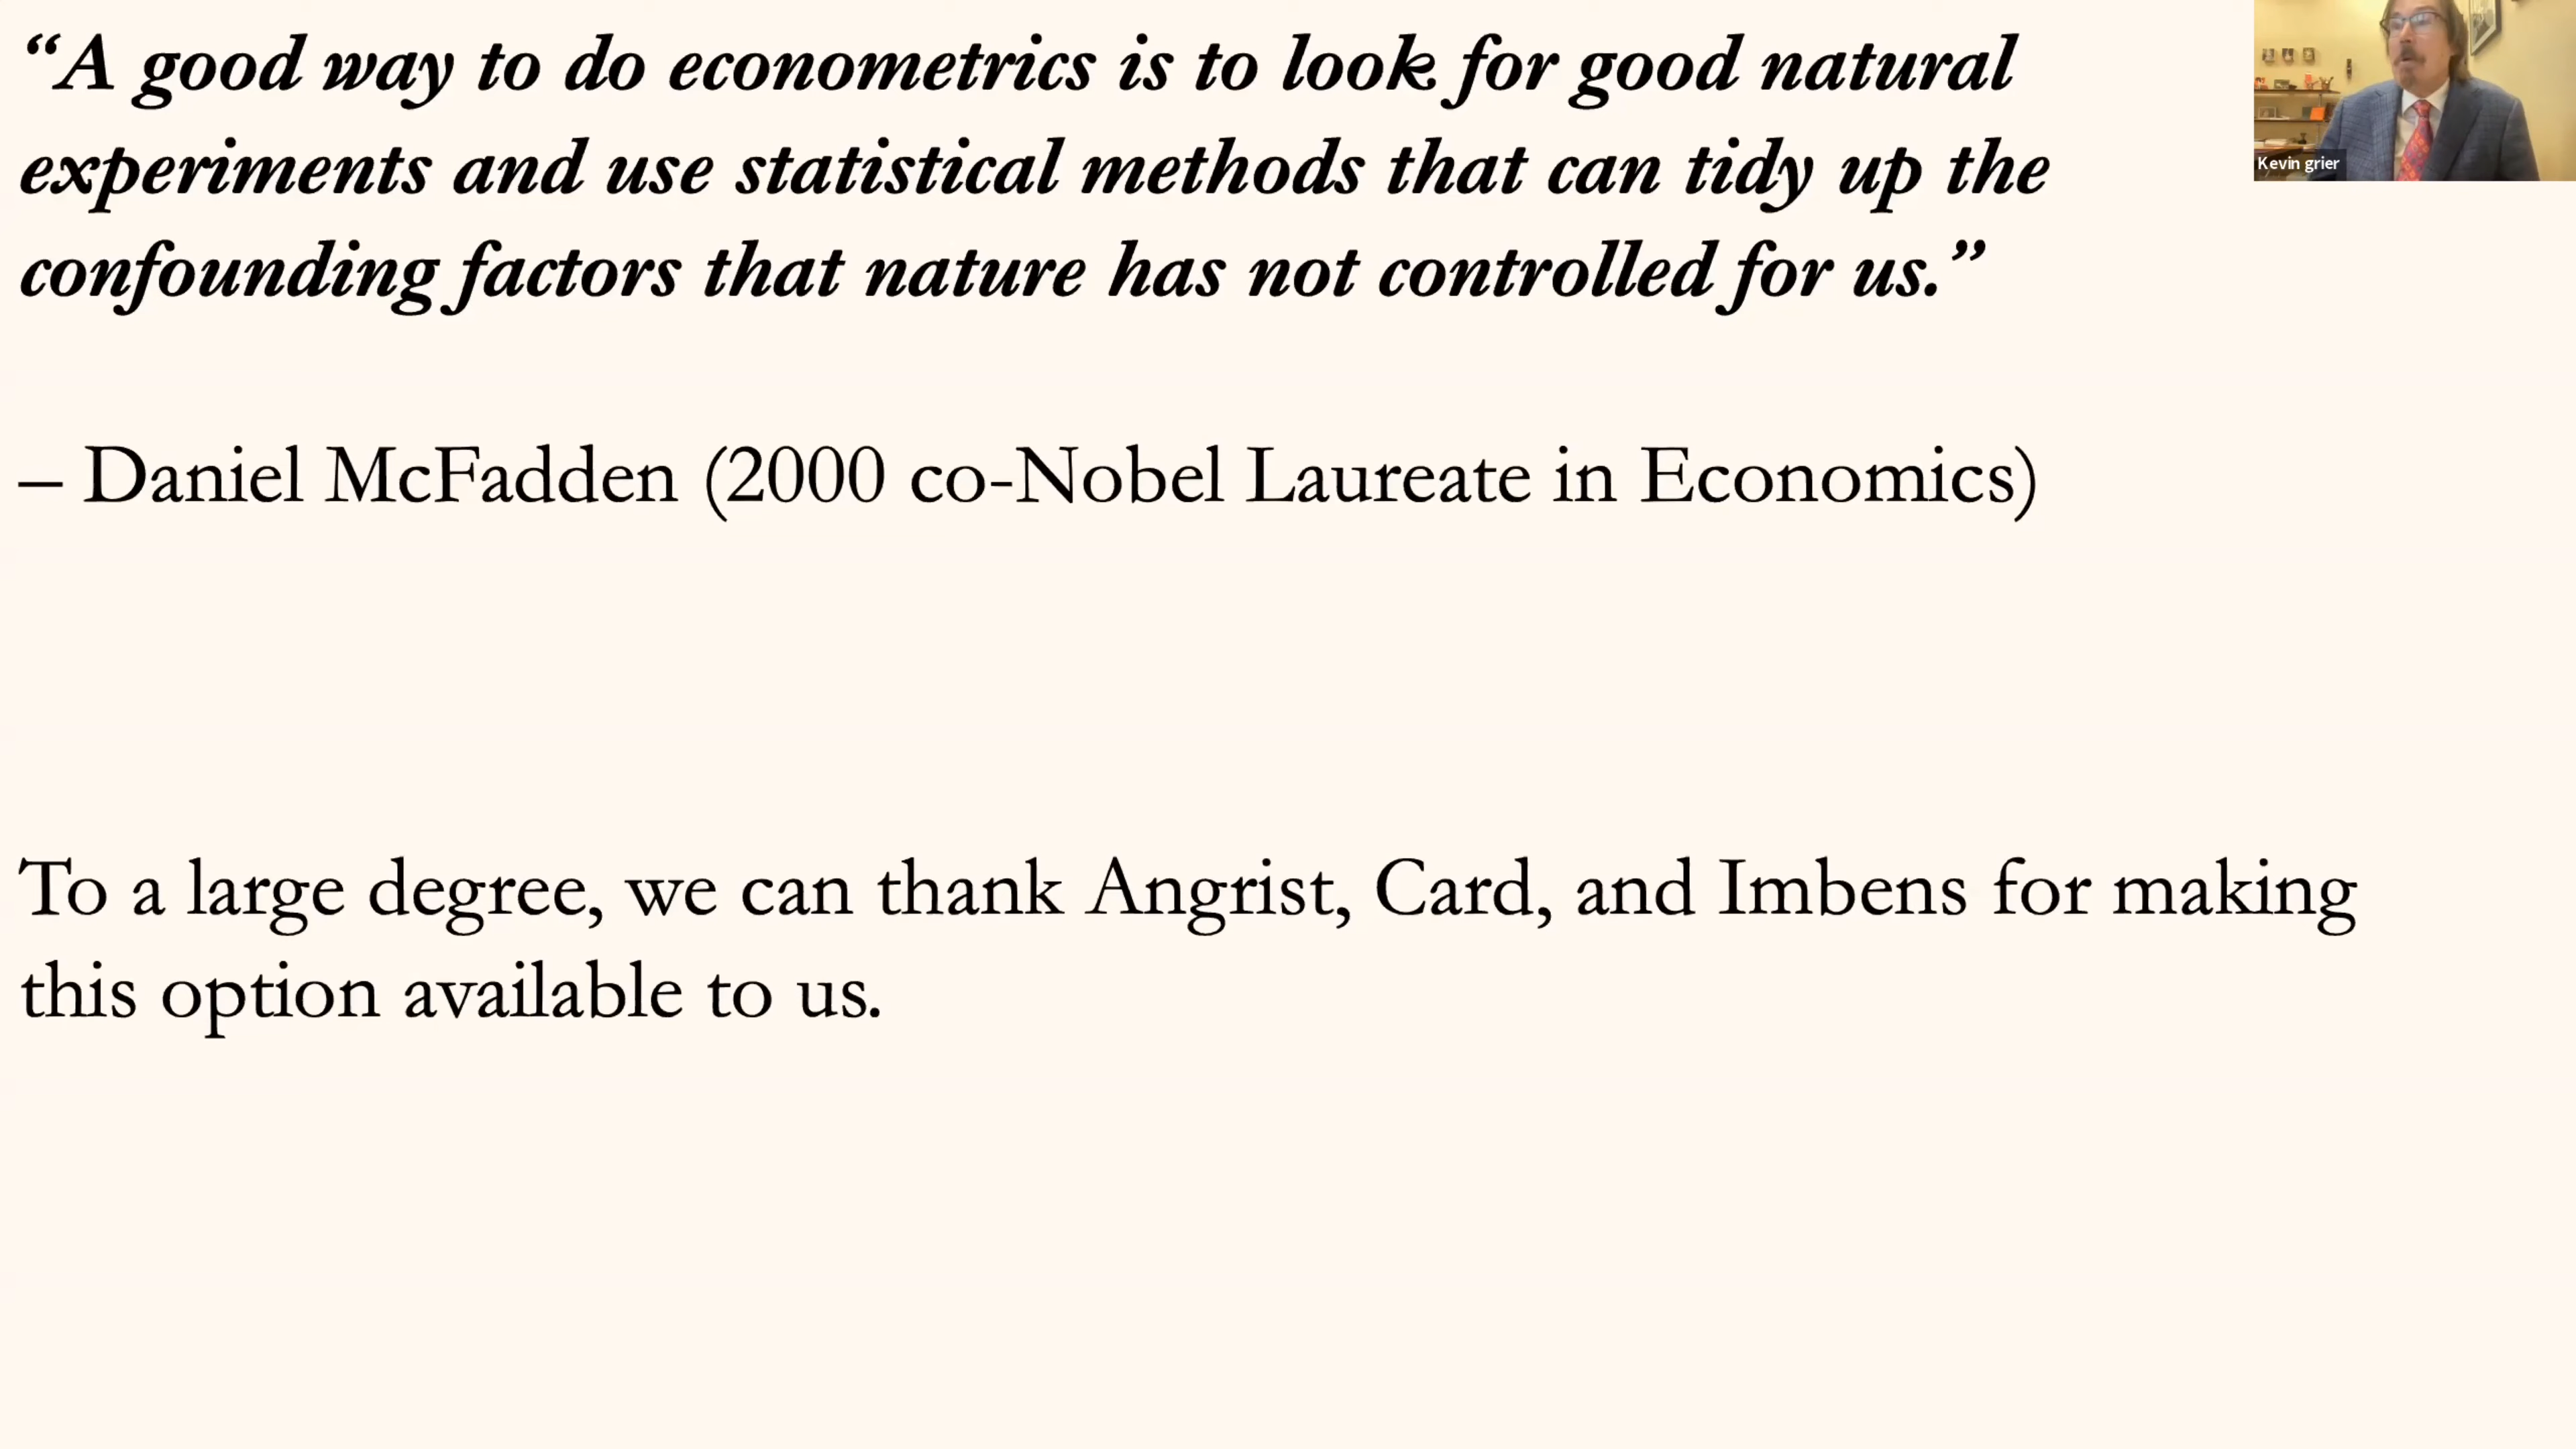 “A good way to do econometrics is to look for good natural
experiments and use statistical methods that can tidy up the
confounding factors that nature has not controlled for us.”
– Daniel McFadden (2000 co-Nobel Laureate in Economics)
To a large degree, we can thank Angrist, Card, and Imbens for making
this option available to us.
Kevin grier